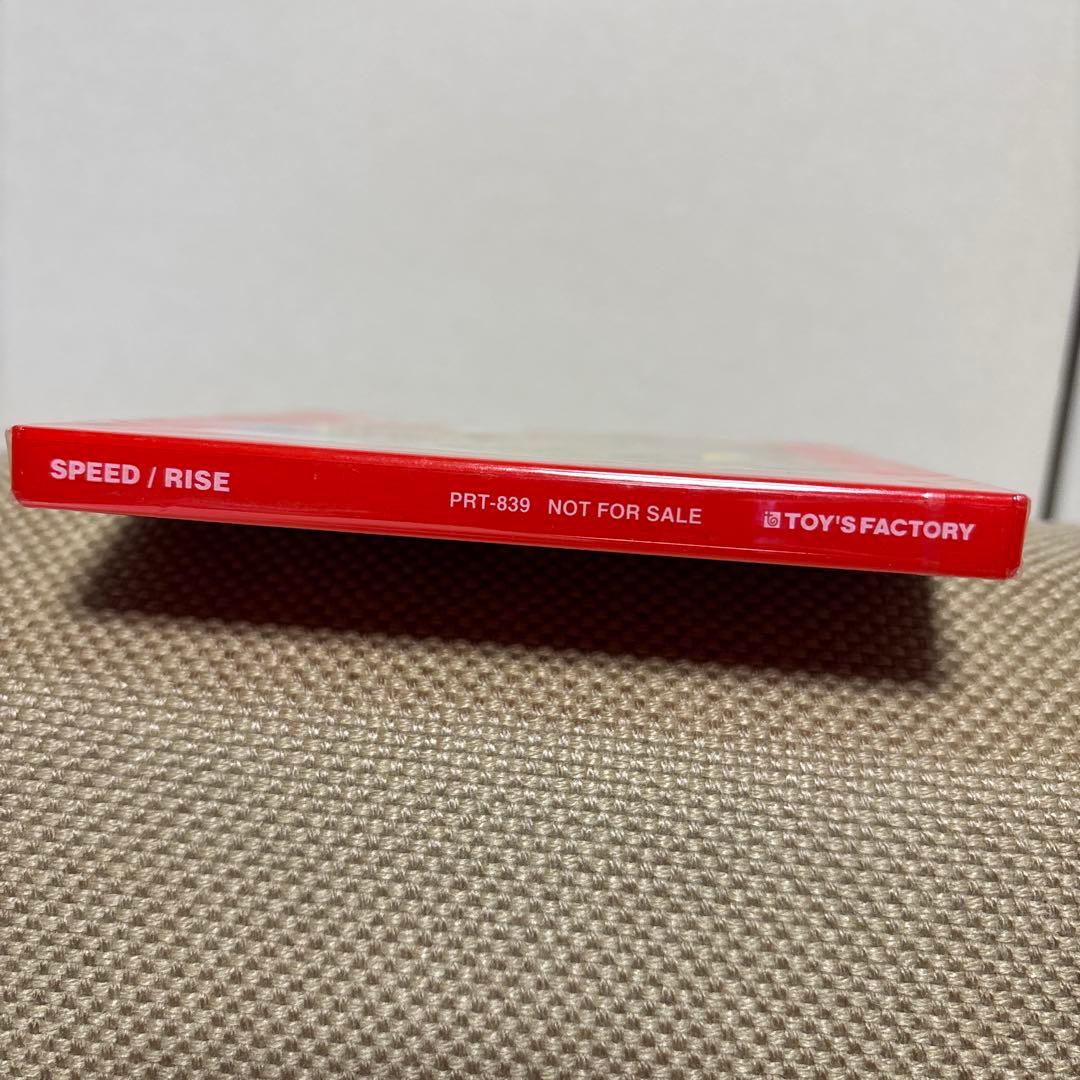 SPEED / RISE PRT-839 NOT FOR SALE TOY'S FACTORY